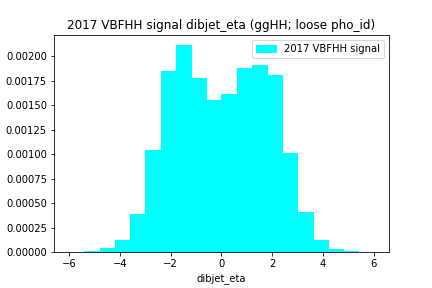 2017 VBFHH signal dibjet_eta (ggHH; loose pho_id)
2017 VBFHH signal
0.00200
0.00175
0.00150
0.00125
0.00100
0.00075
0.00050
0.00025
0.00000
−6 −4 −2 0 2 4 6
dibjet_eta